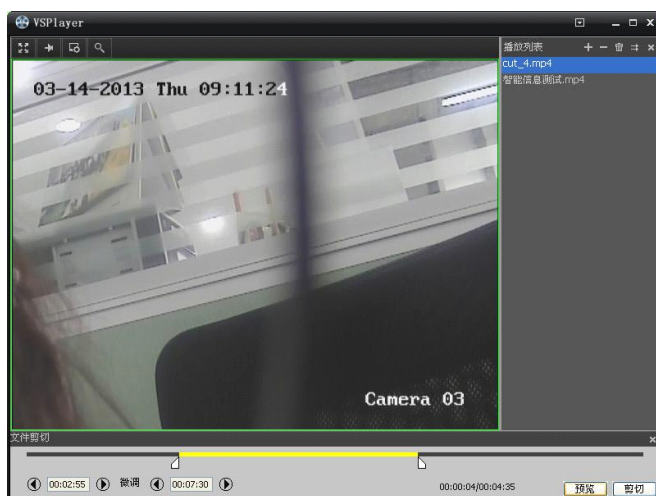 VSPlayer
播放列表
03-14-2013 Thu 09:11:24
cut_4.mp4
智能信息测试.mp4
Camera 03
文件剪切
00:02:55 微调 00:07:30 00:00:04/00:04:35 预览 剪切